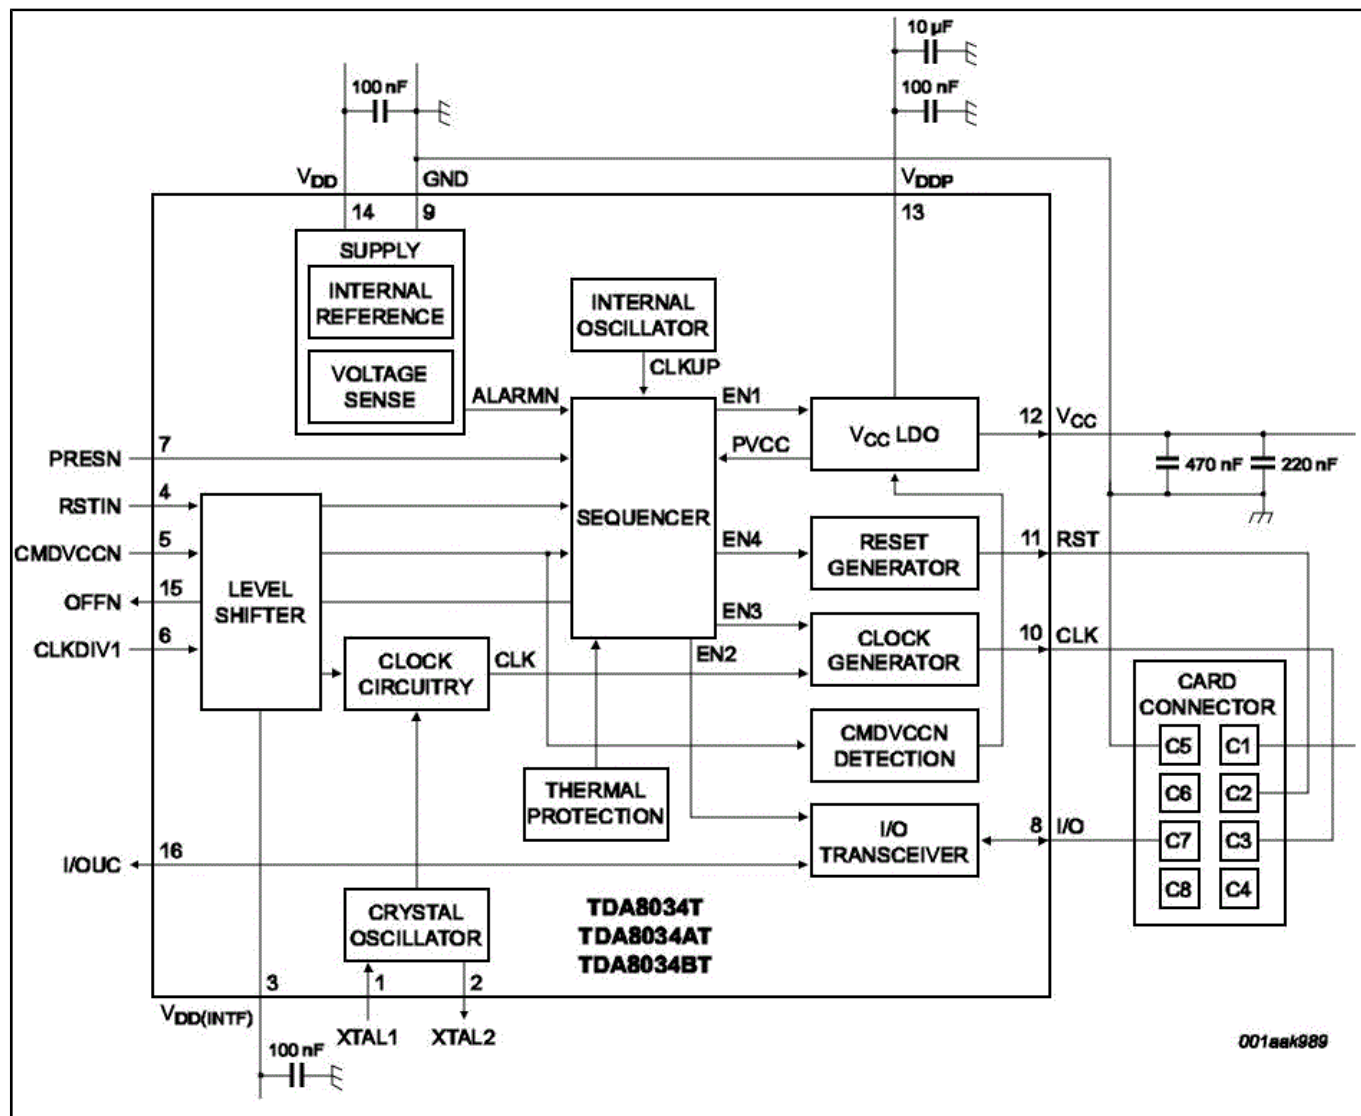 10 µF
100 nF
100 nF
VDD
GND
VDDP
14
9
13
SUPPLY
INTERNAL
REFERENCE
VOLTAGE
SENSE
INTERNAL
OSCILLATOR
CLKUP
ALARMN
EN1
VCC LDO
12
VCC
PVCC
470 nF
220 nF
7
PRESN
4
RSTIN
5
CMDVCCN
15
OFFN
6
CLKDIV1
LEVEL
SHIFTER
SEQUENCER
EN4
RESET
GENERATOR
11
RST
EN3
EN2
CLOCK
GENERATOR
10
CLK
CLOCK
CIRCUITRY
CLK
CMDVCCN
DETECTION
THERMAL
PROTECTION
I/O
TRANSCEIVER
8
I/O
CARD
CONNECTOR
C5
C1
C6
C2
C7
C3
C8
C4
16
I/OUC
CRYSTAL
OSCILLATOR
TDA8034T
TDA8034AT
TDA8034BT
3
1
2
VDD(INTF)
XTAL1
XTAL2
100 nF
001aak989